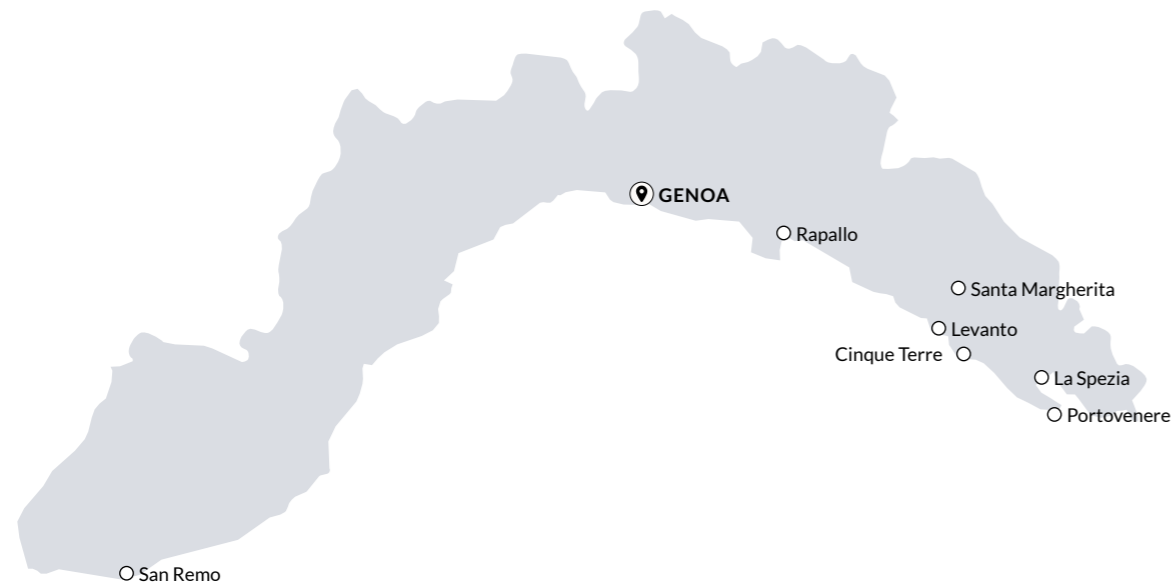 GENOA
Rapallo
Santa Margherita
Levanto
Cinque Terre
La Spezia
Portovenere
San Remo